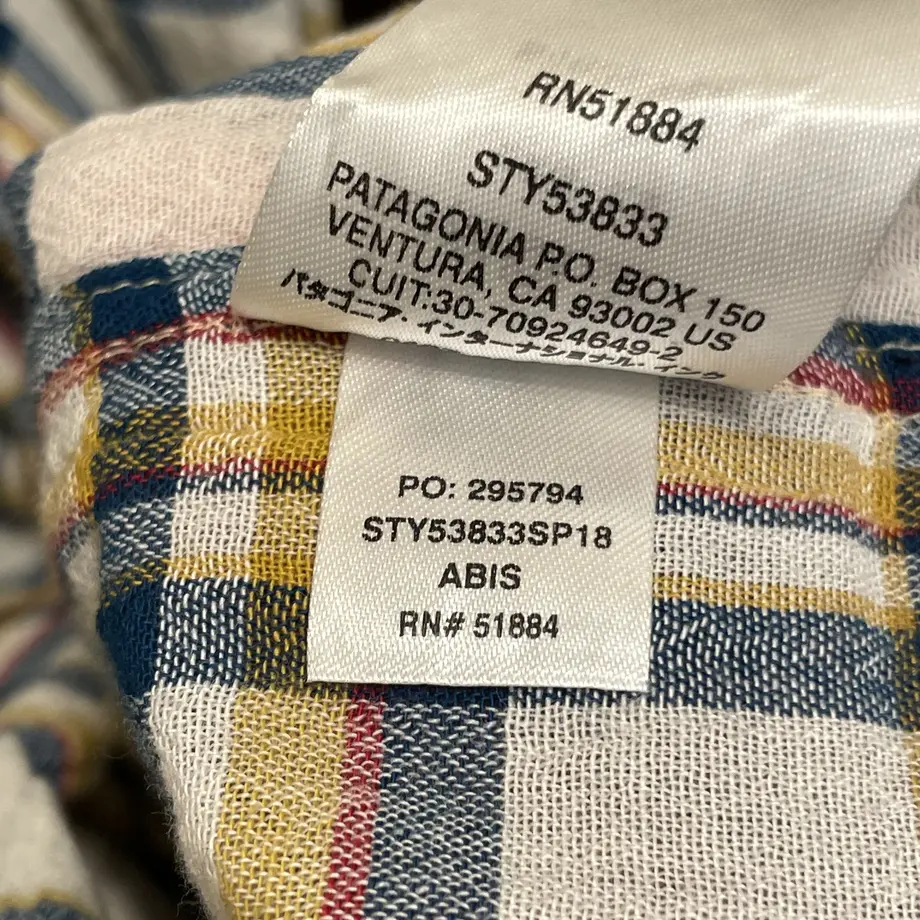 RN51884
STY53833
PATAGONIA P.O. BOX 150
VENTURA, CA 93002 US
CUIT:30-70924649-2
パタゴニア・インターナショナル・インク
PO: 295794
STY53833SP18
ABIS
RN# 51884